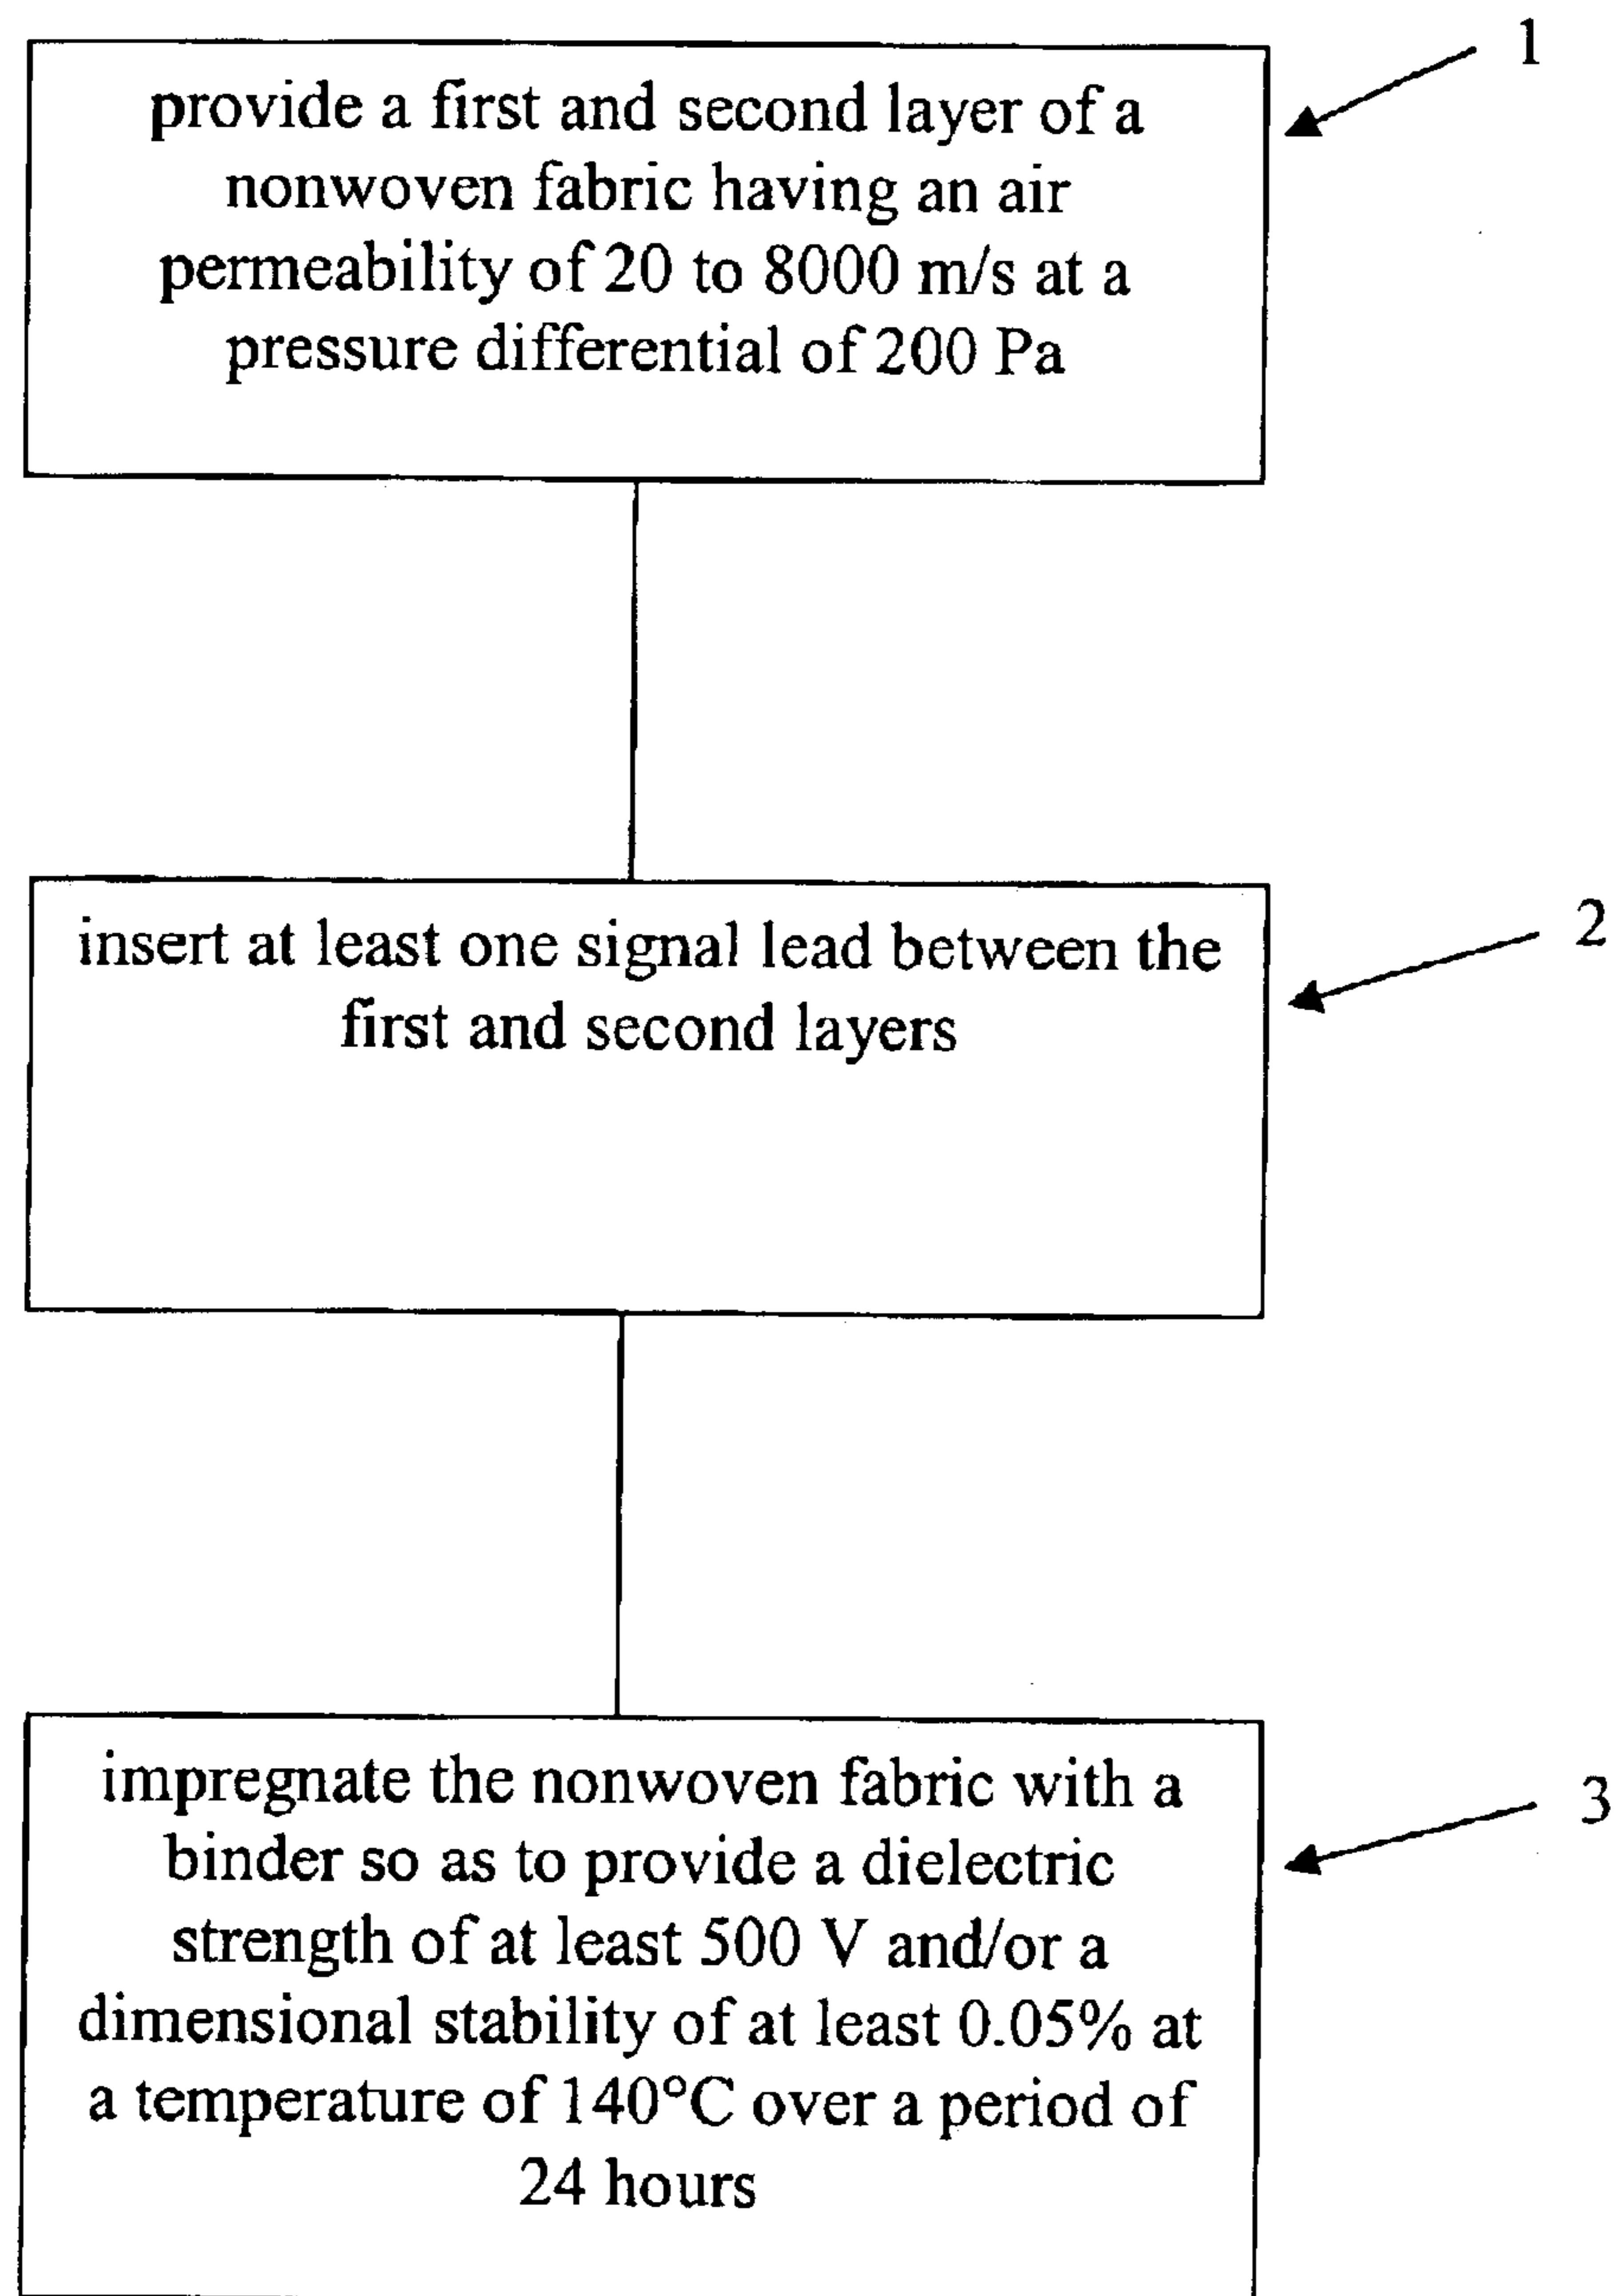 1
provide a first and second layer of a
nonwoven fabric having an air
permeability of 20 to 8000 m/s at a
pressure differential of 200 Pa
2
insert at least one signal lead between the
first and second layers
3
impregnate the nonwoven fabric with a
binder so as to provide a dielectric
strength of at least 500 V and/or a
dimensional stability of at least 0.05% at
a temperature of 140°C over a period of
24 hours